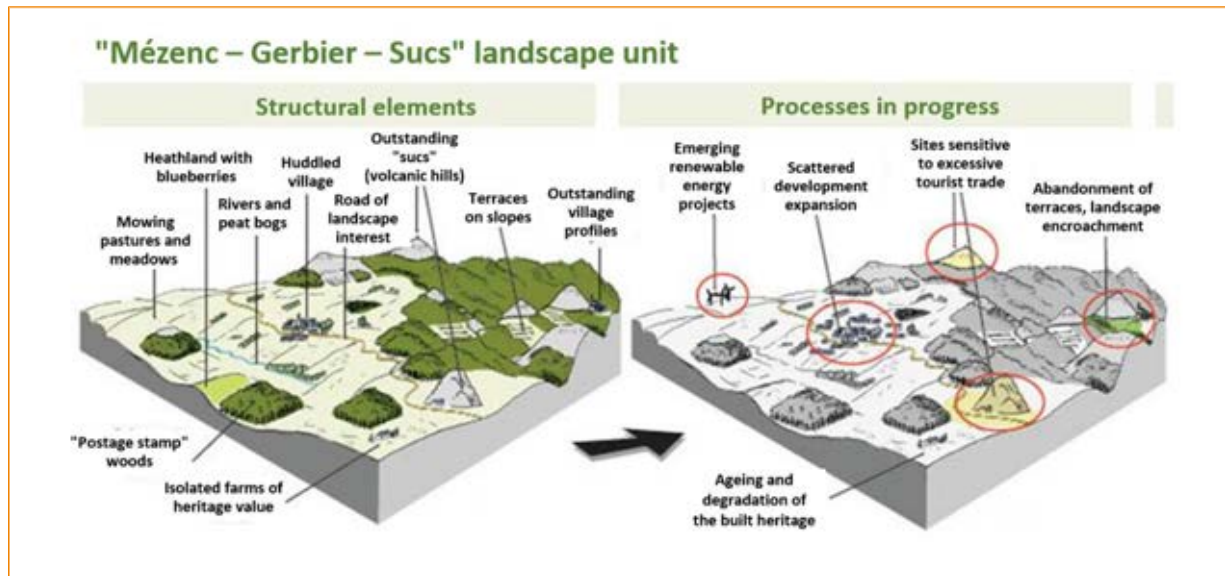 "Mézenc – Gerbier – Sucs" landscape unit
Structural elements
Mowing
pastures and
meadows
Heathland with
blueberries
Rivers and
peat bogs
Huddled
village
Road of
landscape
interest
Outstanding
"sucs"
(volcanic hills)
Terraces
on slopes
Outstanding
village
profiles
"Postage stamp"
woods
Isolated farms of
heritage value
Processes in progress
Emerging
renewable
energy
projects
Scattered
development
expansion
Sites sensitive
to excessive
tourist trade
Abandonment of
terraces, landscape
encroachment
Ageing and
degradation of
the built heritage